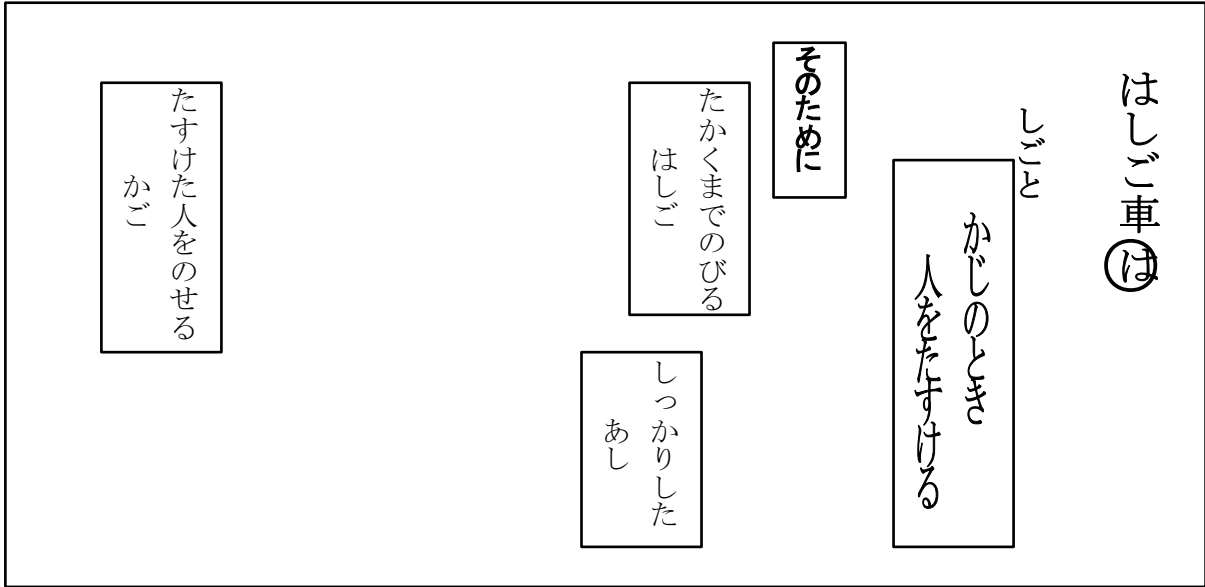 はしご車は
しごと
かじのとき
人をたすける
そのために
たかくまでのびる
はしご
しっかりした
あし
たすけた人をのせる
かご